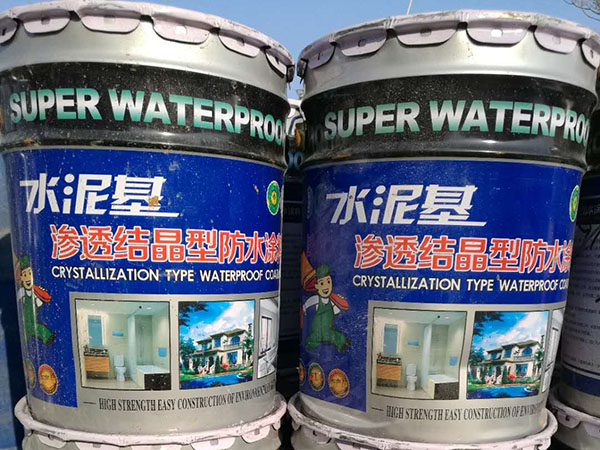 SUPER WATERPROO
水泥基
渗透结晶型防水涂
CRYSTALLIZATION TYPE WATERPROOF COA
HIGH STRENGTH EASY CONSTRUCTION OF
SUPER WATERPROO
水泥基
渗透结晶型防水涂
CRYSTALLIZATION TYPE WATERPROOF COA
HIGH STRENGTH EASY CONSTRUCTION OF